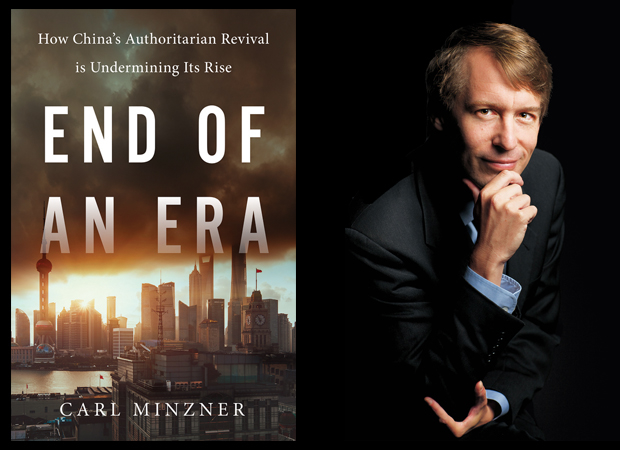 How China's Authoritarian Revival
is Undermining Its Rise
END OF
AN ERA
CARL MINZNER